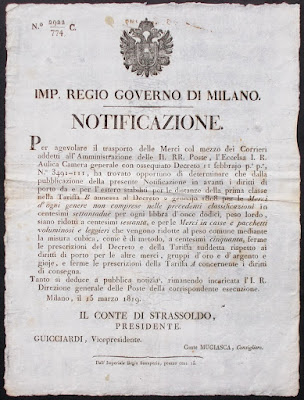 N.° 2922/774. C.
IMP. REGIO GOVERNO DI MILANO.
NOTIFICAZIONE.
Per agevolare il trasporto delle Merci col mezzo dei Corrieri
addetti all'Amministrazione delle II. RR. Poste, l'Eccelsa I. R.
Aulica Camera generale con ossequiato Decreto 11 febbrajo p.° p.°
N.° 3491-111, ha trovato opportuno di determinare che dalla
pubblicazione della presente Notificazione in avanti i diritti
di porto da e per l'estero stabiliti per le distanze della prima classe
nella Tariffa B annessa al Decreto 2 gennajo 1818 per le Merci
d'ogni genere non comprese nelle precedenti classificazioni in
centesimi settantadue per ogni libbra d'once dodici, peso lordo,
siano ridotti a centesimi sessanta, e per le Merci in casse e pacchetti
voluminosi e leggieri che vengono ridotte al peso comune mediante
la misura cubica, come è di metodo, a centesimi cinquanta, ferme
le prescrizioni del Decreto e della Tariffa suddetta rispetto ai
diritti di porto per le altre merci, gruppi d'oro e d'argento e
gioje, e ferme le prescrizioni della Tariffa A concernente i diritti
di consegna.
Tanto si deduce a pubblica notizia, rimanendo incaricata l'I. R.
Direzione generale delle Poste della corrispondente esecuzione.
Milano, il 15 marzo 1819.
IL CONTE DI STRASSOLDO,
PRESIDENTE.
GUICCIARDI, Vicepresidente.
Conte MUGIASCA, Consigliere.
Dall'Imperiale Regia Stamperia,